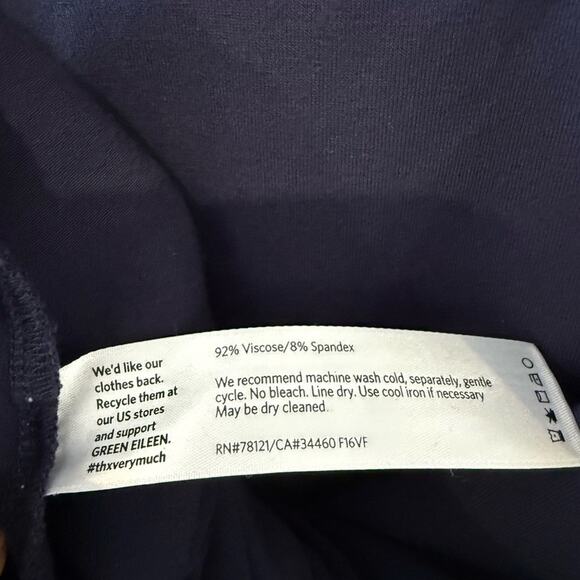 We'd like our
clothes back.
Recycle them at
our US stores
and support
GREEN EILEEN.
#thxverymuch
92% Viscose/8% Spandex
We recommend machine wash cold, separately, gentle
cycle. No bleach. Line dry. Use cool iron if necessary
May be dry cleaned.
RN#78121/CA#34460 F16VF